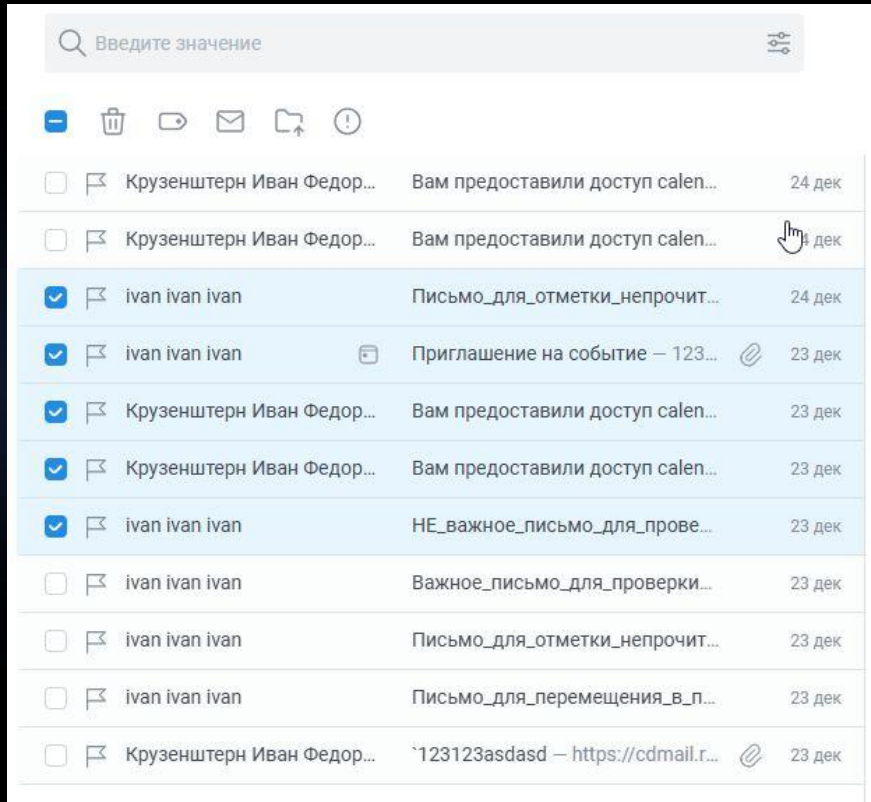 Введите значение
Крузенштерн Иван Федор... Вам предоставили доступ calen... 24 дек
Крузенштерн Иван Федор... Вам предоставили доступ calen... дек
ivan ivan ivan Письмо_для_отметки_непрочит... 24 дек
ivan ivan ivan Приглашение на событие — 123... 23 дек
Крузенштерн Иван Федор... Вам предоставили доступ calen... 23 дек
Крузенштерн Иван Федор... Вам предоставили доступ calen... 23 дек
ivan ivan ivan НЕ_важное_письмо_для_прове... 23 дек
ivan ivan ivan Важное_письмо_для_проверки... 23 дек
ivan ivan ivan Письмо_для_отметки_непрочит... 23 дек
ivan ivan ivan Письмо_для_перемещения_в_п... 23 дек
Крузенштерн Иван Федор... `123123asdasd — https://cdmail.r... 23 дек